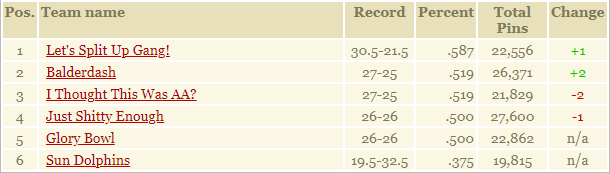 Pos. Team name Record Percent Total Pins Change
1 Let's Split Up Gang! 30.5-21.5 .587 22,556 +1
2 Balderdash 27-25 .519 26,371 +2
3 I Thought This Was AA? 27-25 .519 21,829 -2
4 Just Shitty Enough 26-26 .500 27,600 -1
5 Glory Bowl 26-26 .500 22,862 n/a
6 Sun Dolphins 19.5-32.5 .375 19,815 n/a